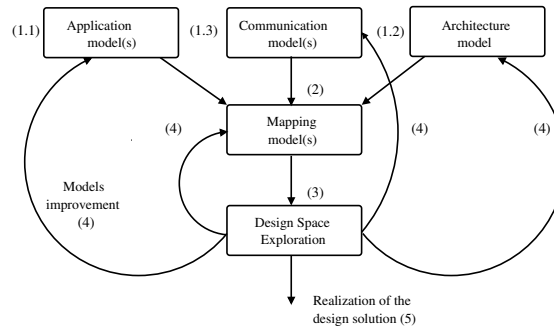 (1.1)
Application
model(s)
(1.3)
Communication
model(s)
(1.2)
Architecture
model
(2)
(4)
Mapping
model(s)
(4)
(4)
(3)
Models
improvement
(4)
Design Space
Exploration
Realization of the
design solution (5)